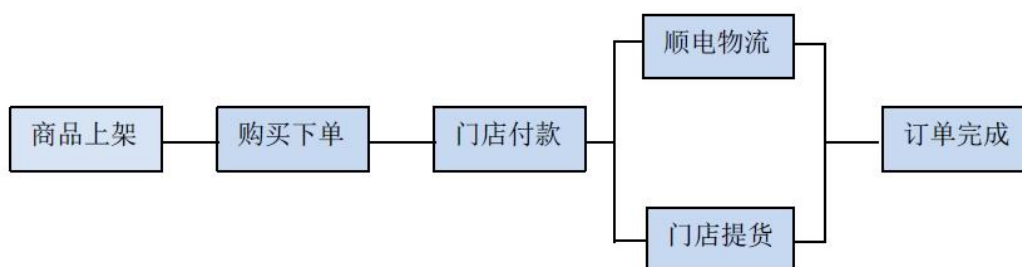 商品上架
购买下单
门店付款
顺电物流
门店提货
订单完成